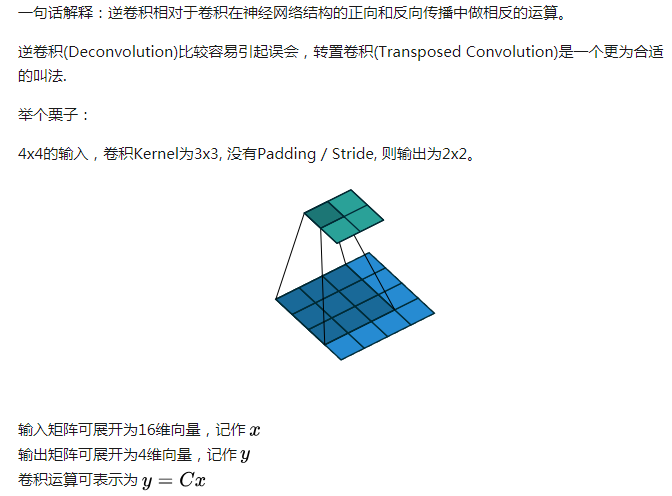 一句话解释：逆卷积相对于卷积在神经网络结构的正向和反向传播中做相反的运算。
逆卷积(Deconvolution)比较容易引起误会，转置卷积(Transposed Convolution)是一个更为合适
的叫法.
举个栗子：
4x4的输入，卷积Kernel为3x3, 没有Padding / Stride, 则输出为2x2。
输入矩阵可展开为16维向量，记作 x
输出矩阵可展开为4维向量，记作 y
卷积运算可表示为 y = Cx